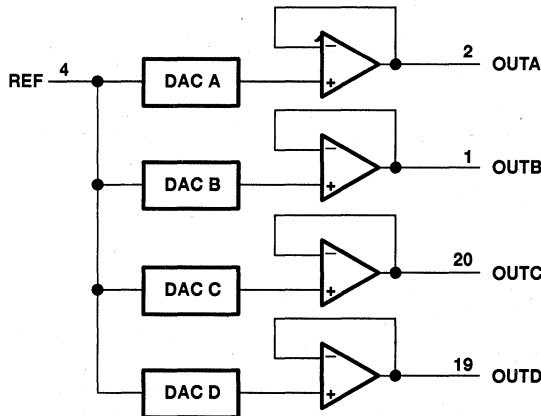 2 OUTA
REF 4 DAC A
−
+
1 OUTB
DAC B
−
+
20 OUTC
DAC C
−
+
19 OUTD
DAC D
−
+